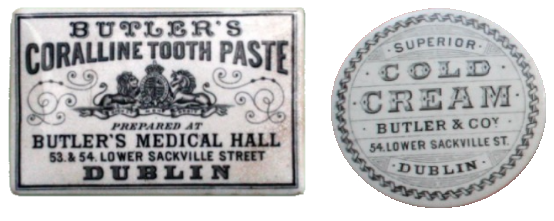 BUTLER'S
CORALLINE TOOTH PASTE
PREPARED AT
BUTLER'S MEDICAL HALL
53.& 54. LOWER SACKVILLE STREET
DUBLIN
·SUPERIOR·
COLD
CREAM
BUTLER & COY
54.LOWER SACKVILLE ST.
·DUBLIN·